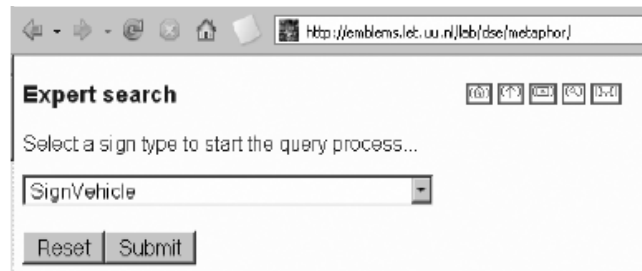 http://emblems.let.uu.nl/lab/dse/metaphor/
Expert search
Select a sign type to start the query process...
SignVehicle
Reset Submit